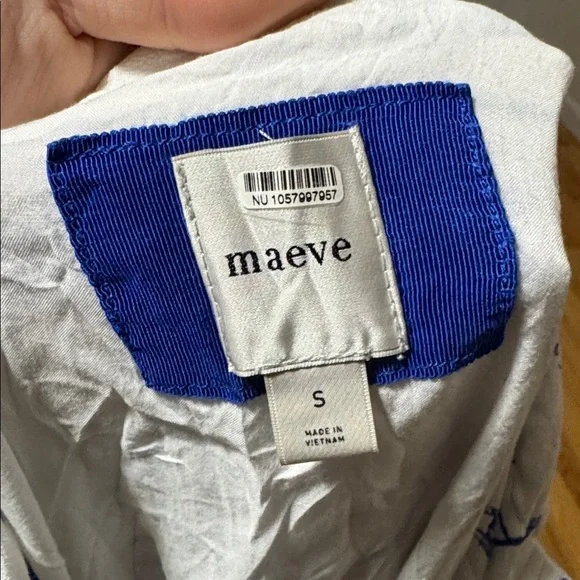 NU 1057997957
maeve
S
MADE IN
VIETNAM